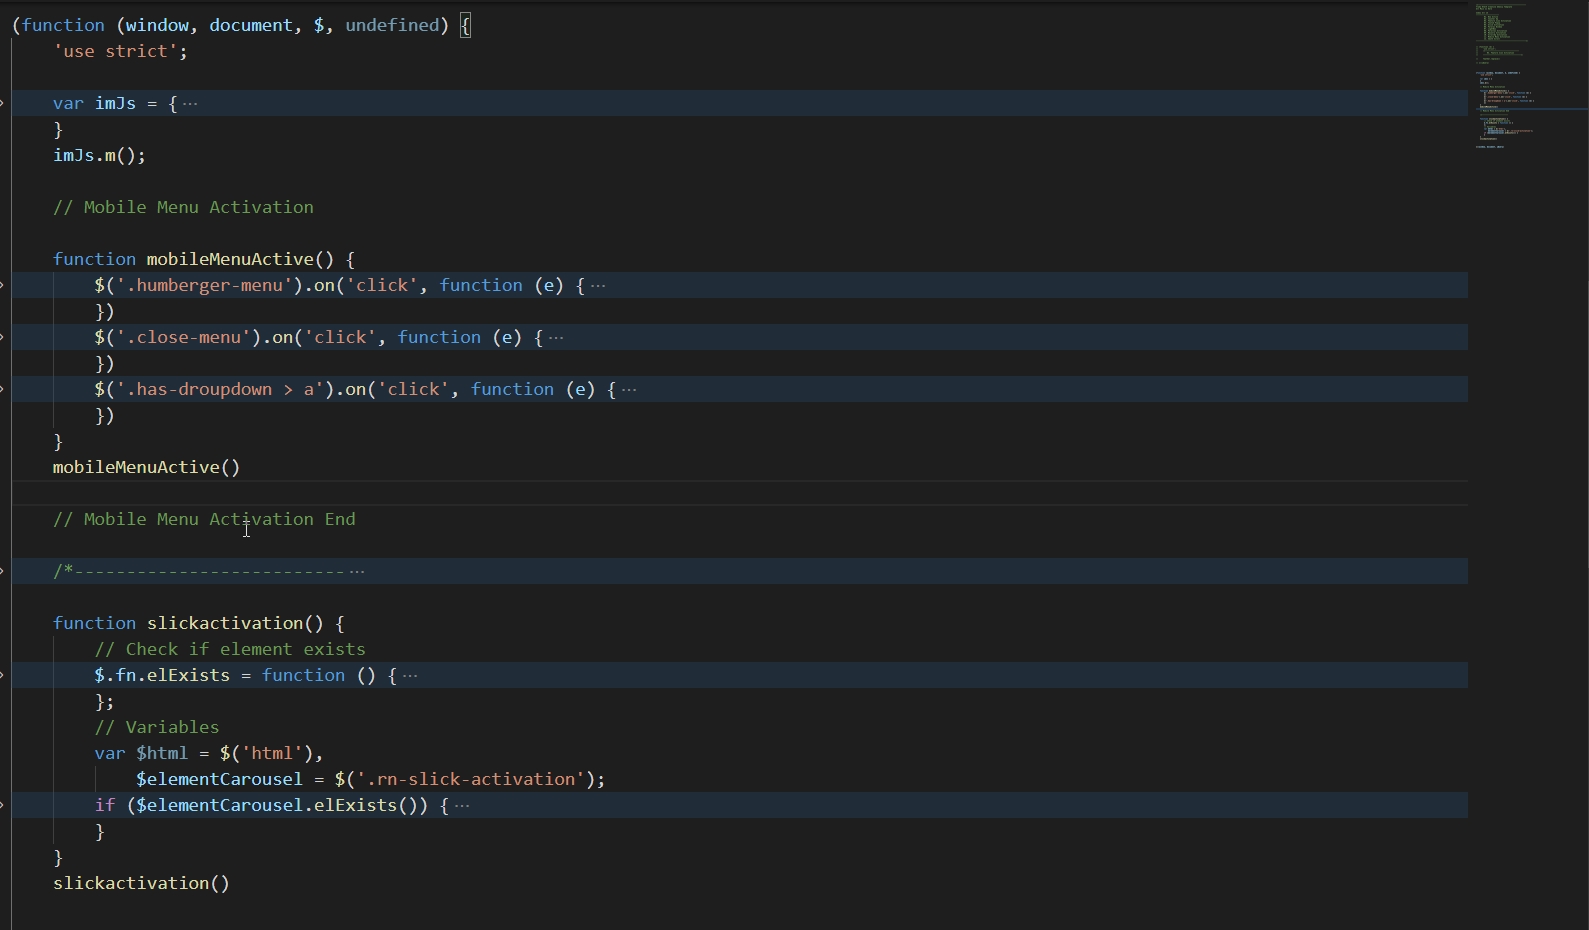 (function (window, document, $, undefined) {
'use strict';
var imJs = {···
}
imJs.m();
// Mobile Menu Activation
function mobileMenuActive() {
$('.humberger-menu').on('click', function (e) {···
})
$('.close-menu').on('click', function (e) {···
})
$('.has-droupdown > a').on('click', function (e) {···
})
}
mobileMenuActive()
// Mobile Menu Activation End
/*--------------------------···
function slickactivation() {
// Check if element exists
$.fn.elExists = function () {···
};
// Variables
var $html = $('html'),
$elementCarousel = $('.rn-slick-activation');
if ($elementCarousel.elExists()) {···
}
}
slickactivation()